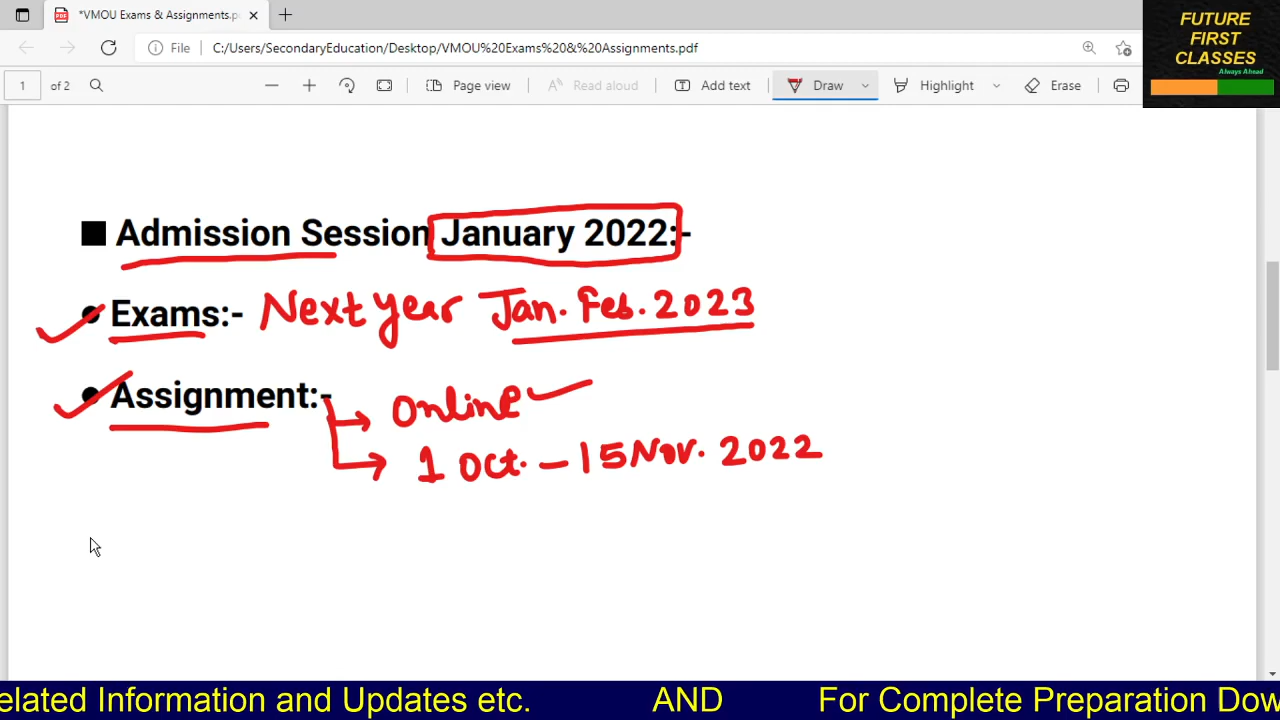 *VMOU Exams & Assignments.p
File C:/Users/SecondaryEducation/Desktop/VMOU%20Exams%20&%20Assignments.pdf
1 of 2 Page view Read aloud Add text Draw Highlight Erase
FUTURE
FIRST
CLASSES
Always Ahead
■ Admission Session January 2022:-
● Exams:- Next year Jan. Feb. 2023
● Assignment:-
→ Online ✓
→ 1 Oct. – 15 Nov. 2022
elated Information and Updates etc. AND For Complete Preparation Dow